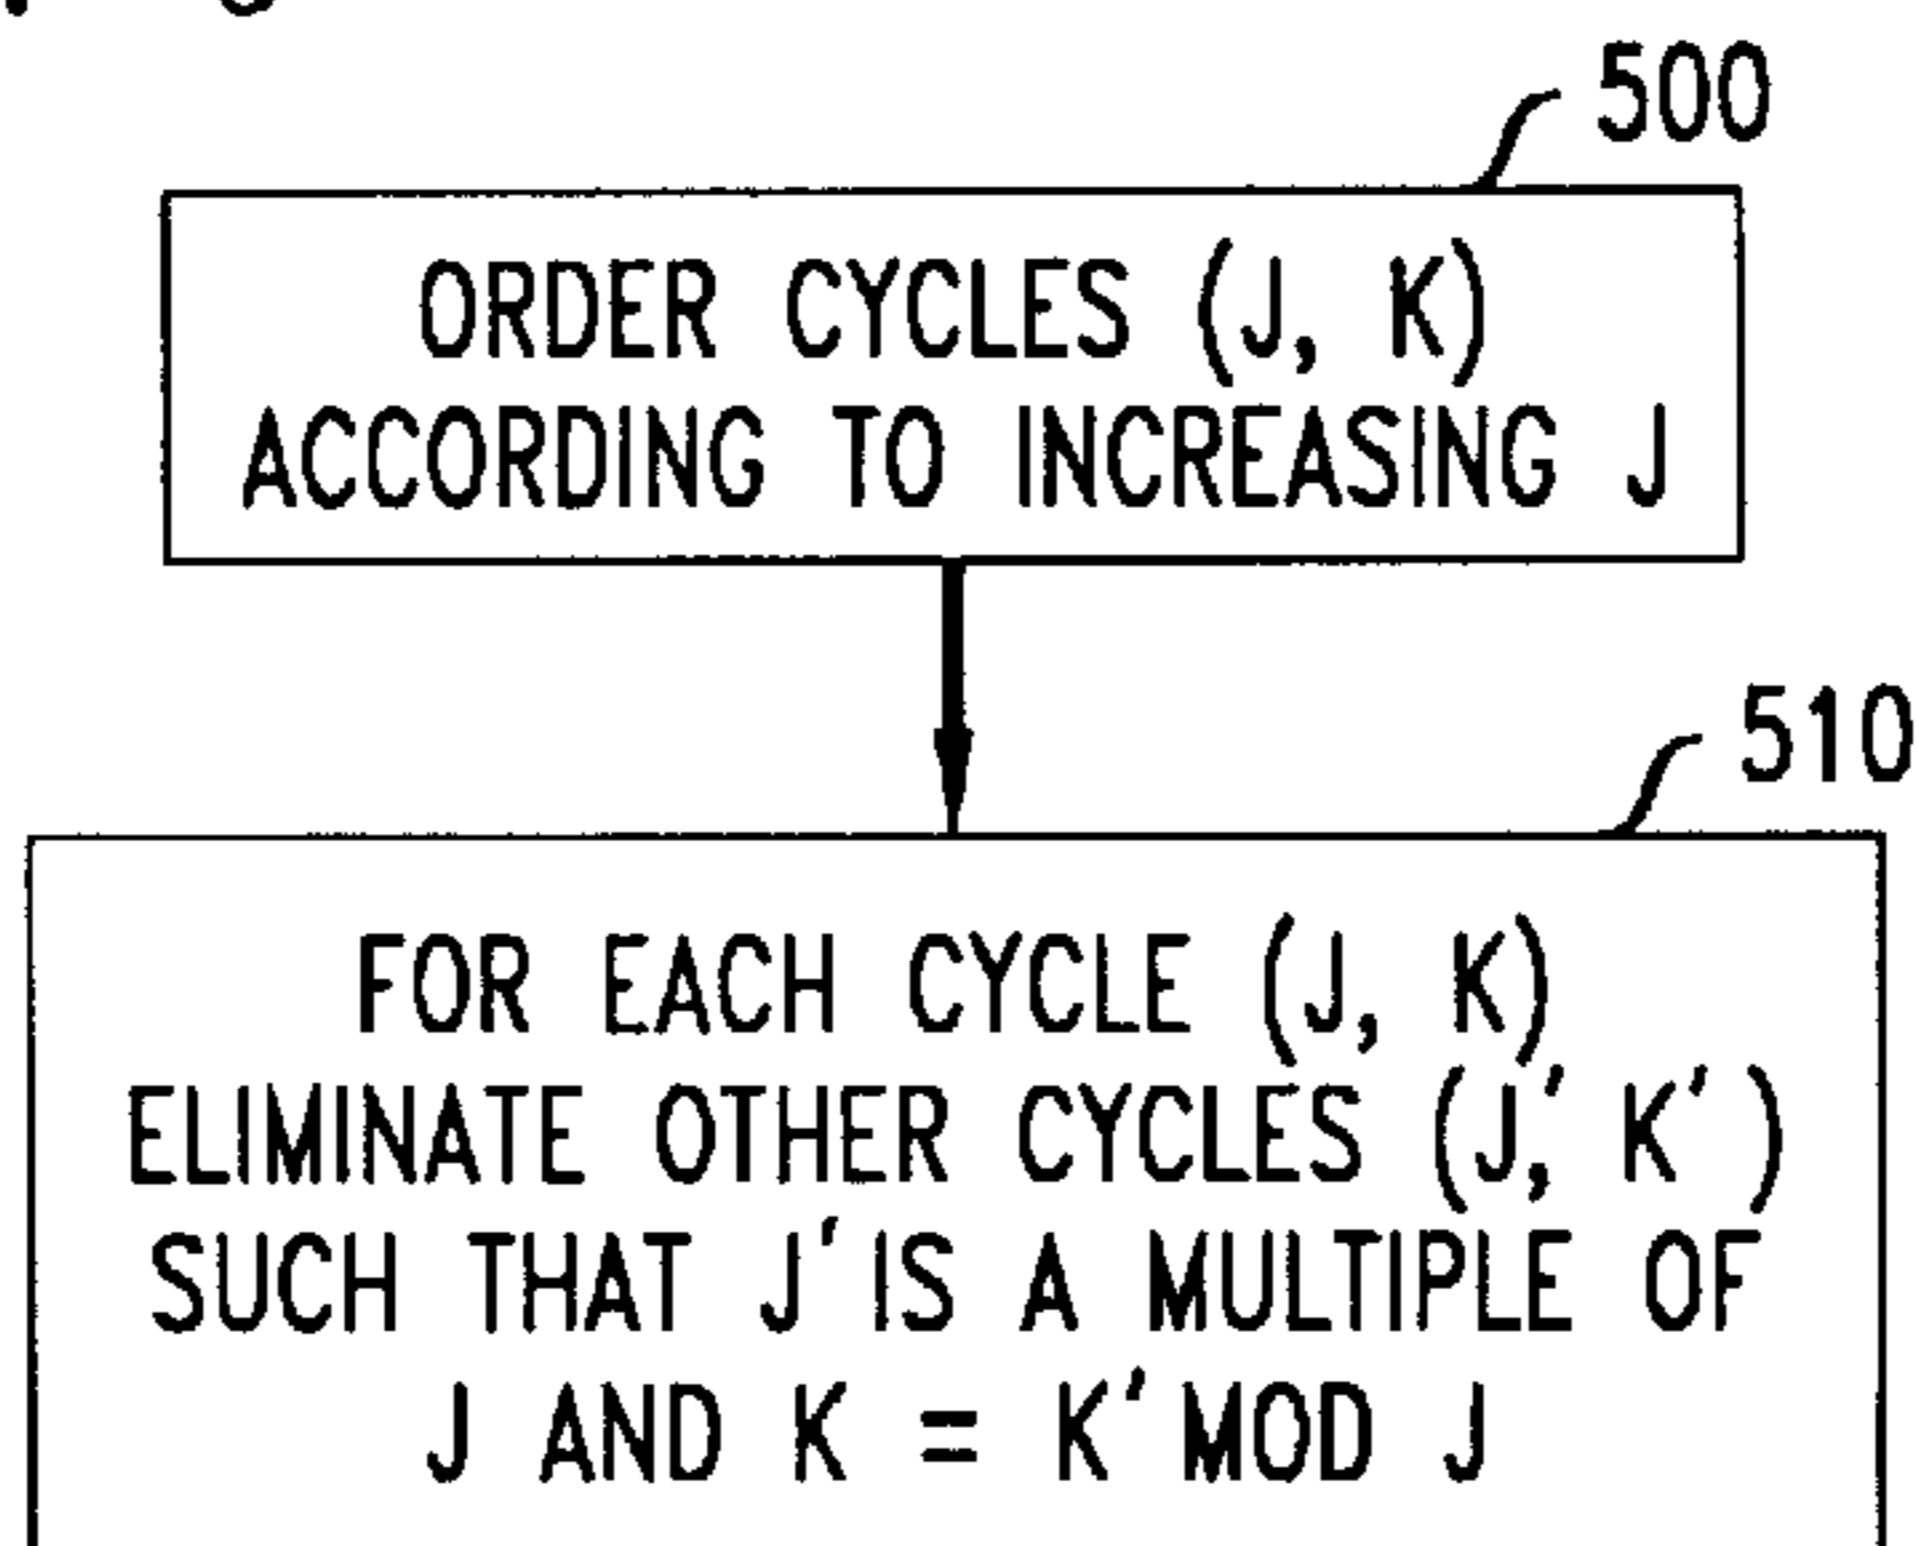 500
ORDER CYCLES (J, K)
ACCORDING TO INCREASING J
510
FOR EACH CYCLE (J, K)
ELIMINATE OTHER CYCLES (J,' K')
SUCH THAT J' IS A MULTIPLE OF
J AND K = K' MOD J